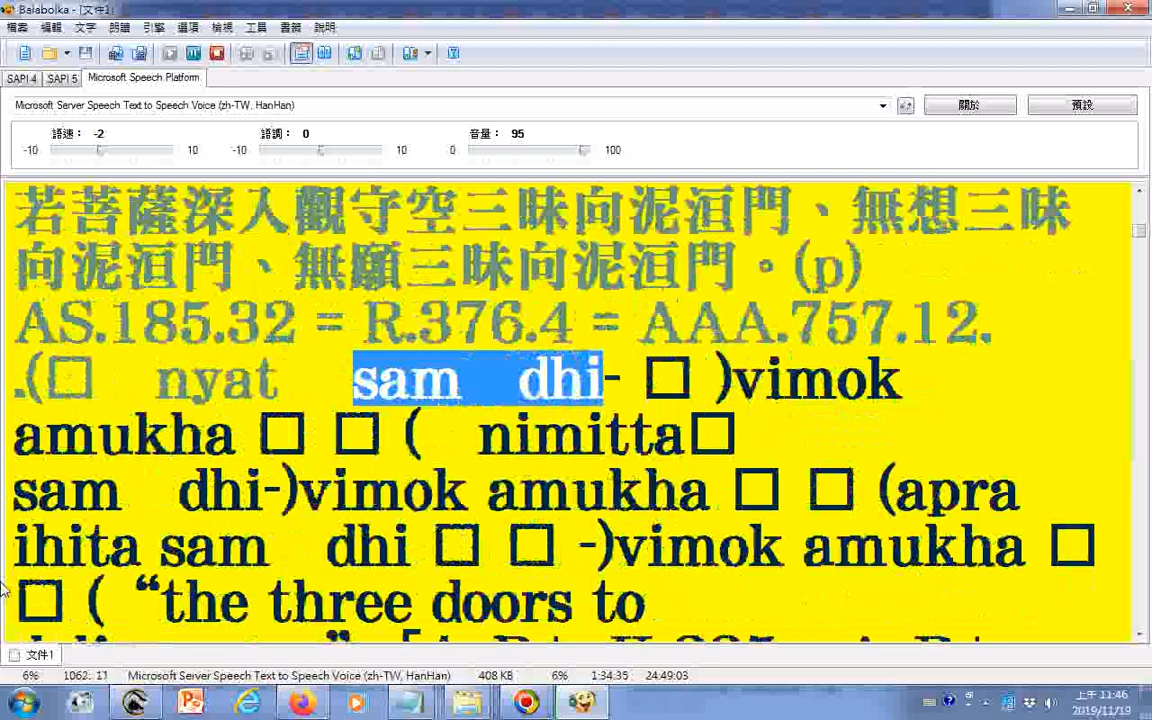 Balabolka - [文件1]
檔案 編輯 文字 朗讀 引擎 選項 檢視 工具 書籤 說明
SAPI 4 SAPI 5 Microsoft Speech Platform
Microsoft Server Speech Text to Speech Voice (zh-TW, HanHan) 關於 預設
語速： -2 語調： 0 音量： 95
-10 10 -10 10 0 100
若菩薩深入觀守空三昧向泥洹門、無想三昧
向泥洹門、無願三昧向泥洹門。(p)
AS.185.32 = R.376.4 = AAA.757.12.
.(□ nyat sam dhi- □ )vimok
amukha □ □ ( nimitta□
sam dhi-)vimok amukha □ □ (apra
ihita sam dhi □ □ -)vimok amukha □
□ ( “the three doors to
文件1
6% 1062: 11 Microsoft Server Speech Text to Speech Voice (zh-TW, HanHan) 408 KB 6% 1:34:35 24:49:03
上午 11:46
2019/11/19